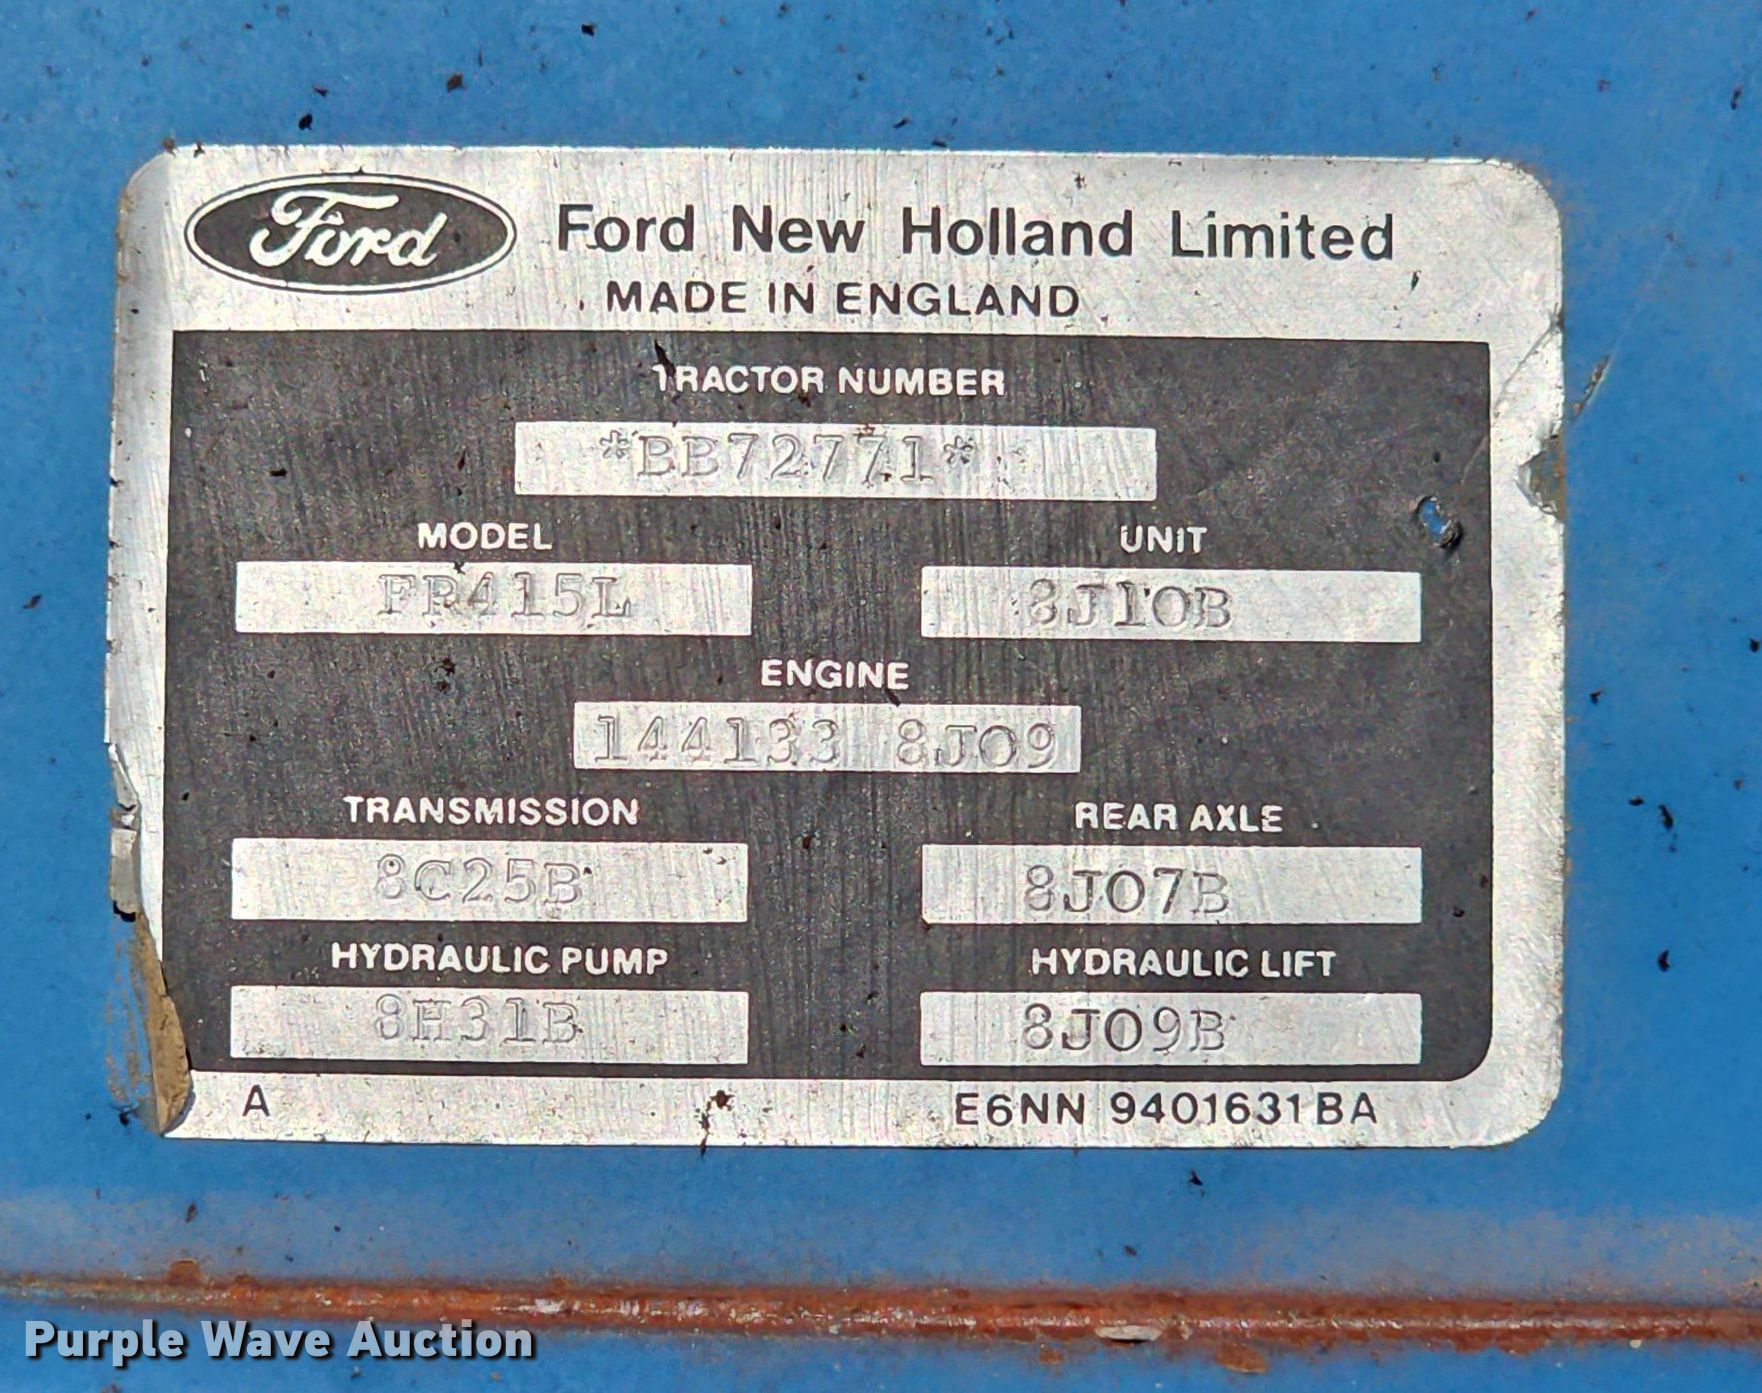 Ford Ford New Holland Limited
MADE IN ENGLAND
TRACTOR NUMBER
*BB72771*
MODEL UNIT
FR415L 8J10B
ENGINE
144133 8J09
TRANSMISSION REAR AXLE
8C25B 8J07B
HYDRAULIC PUMP HYDRAULIC LIFT
8H31B 8J09B
A E6NN 9401631BA
Purple Wave Auction